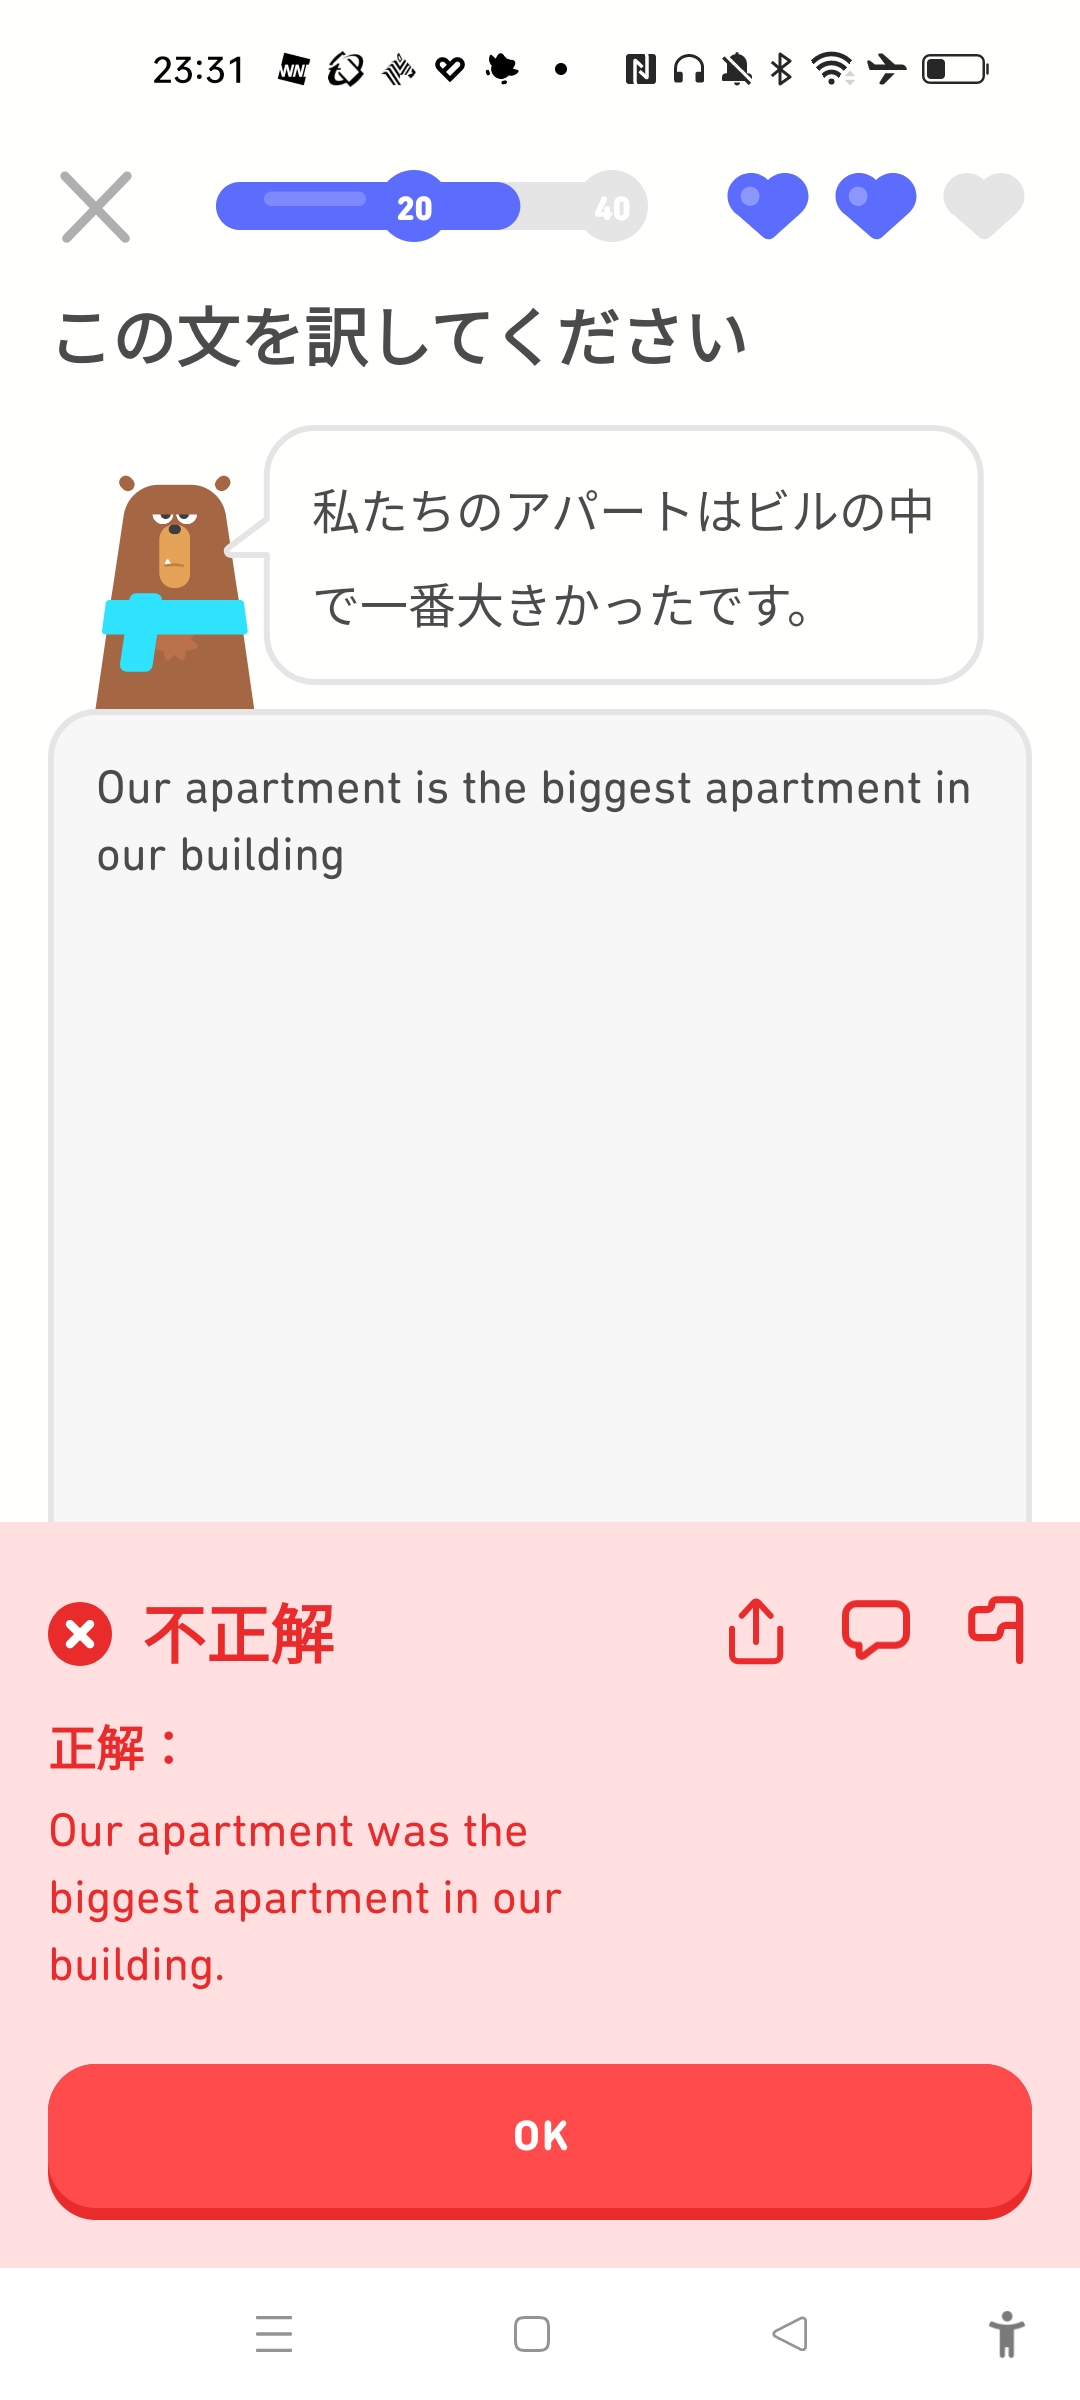 23:31
20
40
この文を訳してください
私たちのアパートはビルの中
で一番大きかったです。
Our apartment is the biggest apartment in
our building
不正解
正解：
Our apartment was the
biggest apartment in our
building.
OK